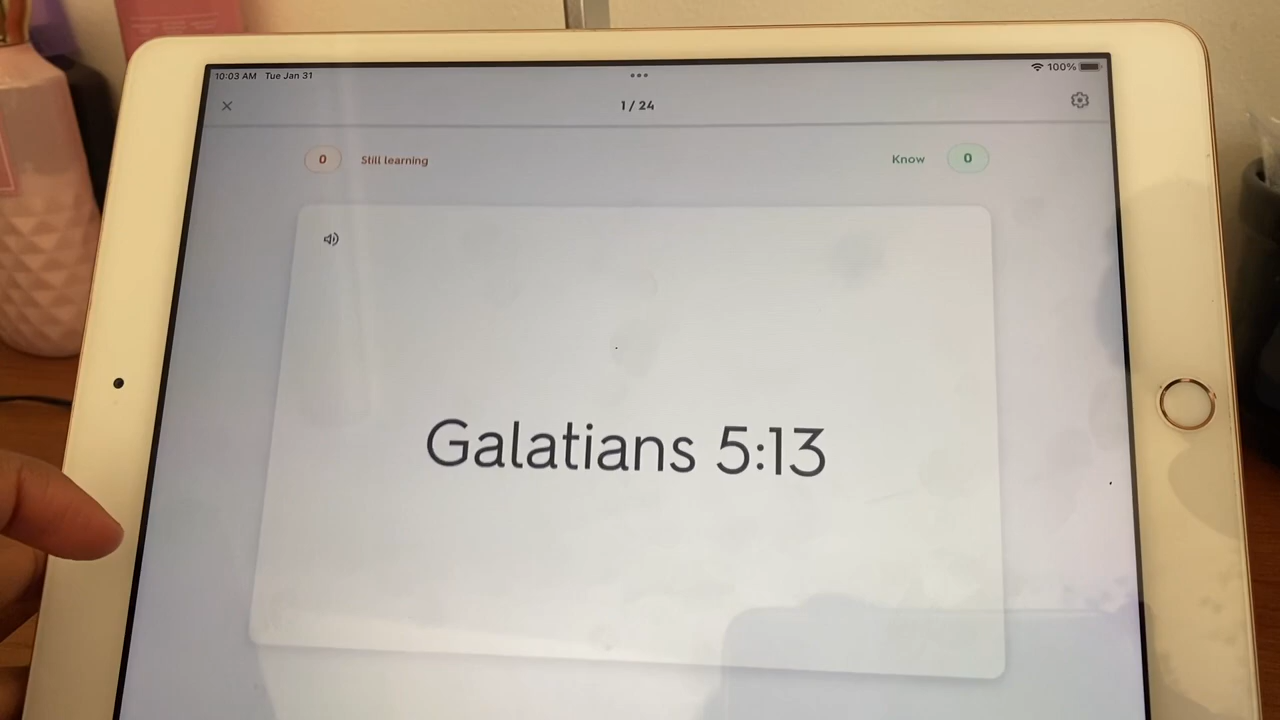 10:03 AM Tue Jan 31
100%
1 / 24
0 Still learning
Know 0
Galatians 5:13